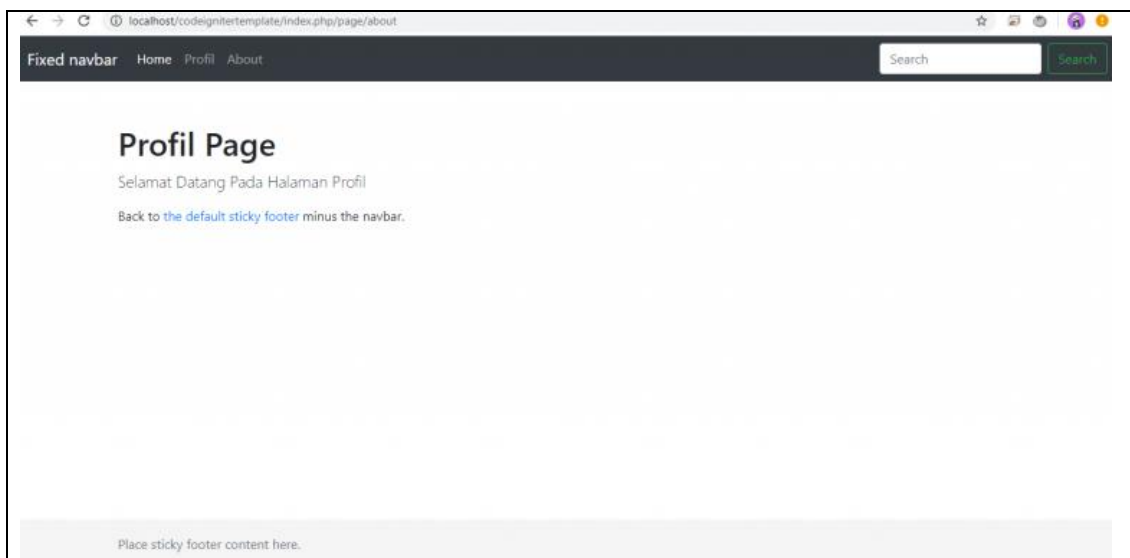 localhost/codeignitertemplate/index.php/page/about
Fixed navbar Home Profil About Search Search
Profil Page
Selamat Datang Pada Halaman Profil
Back to the default sticky footer minus the navbar.
Place sticky footer content here.